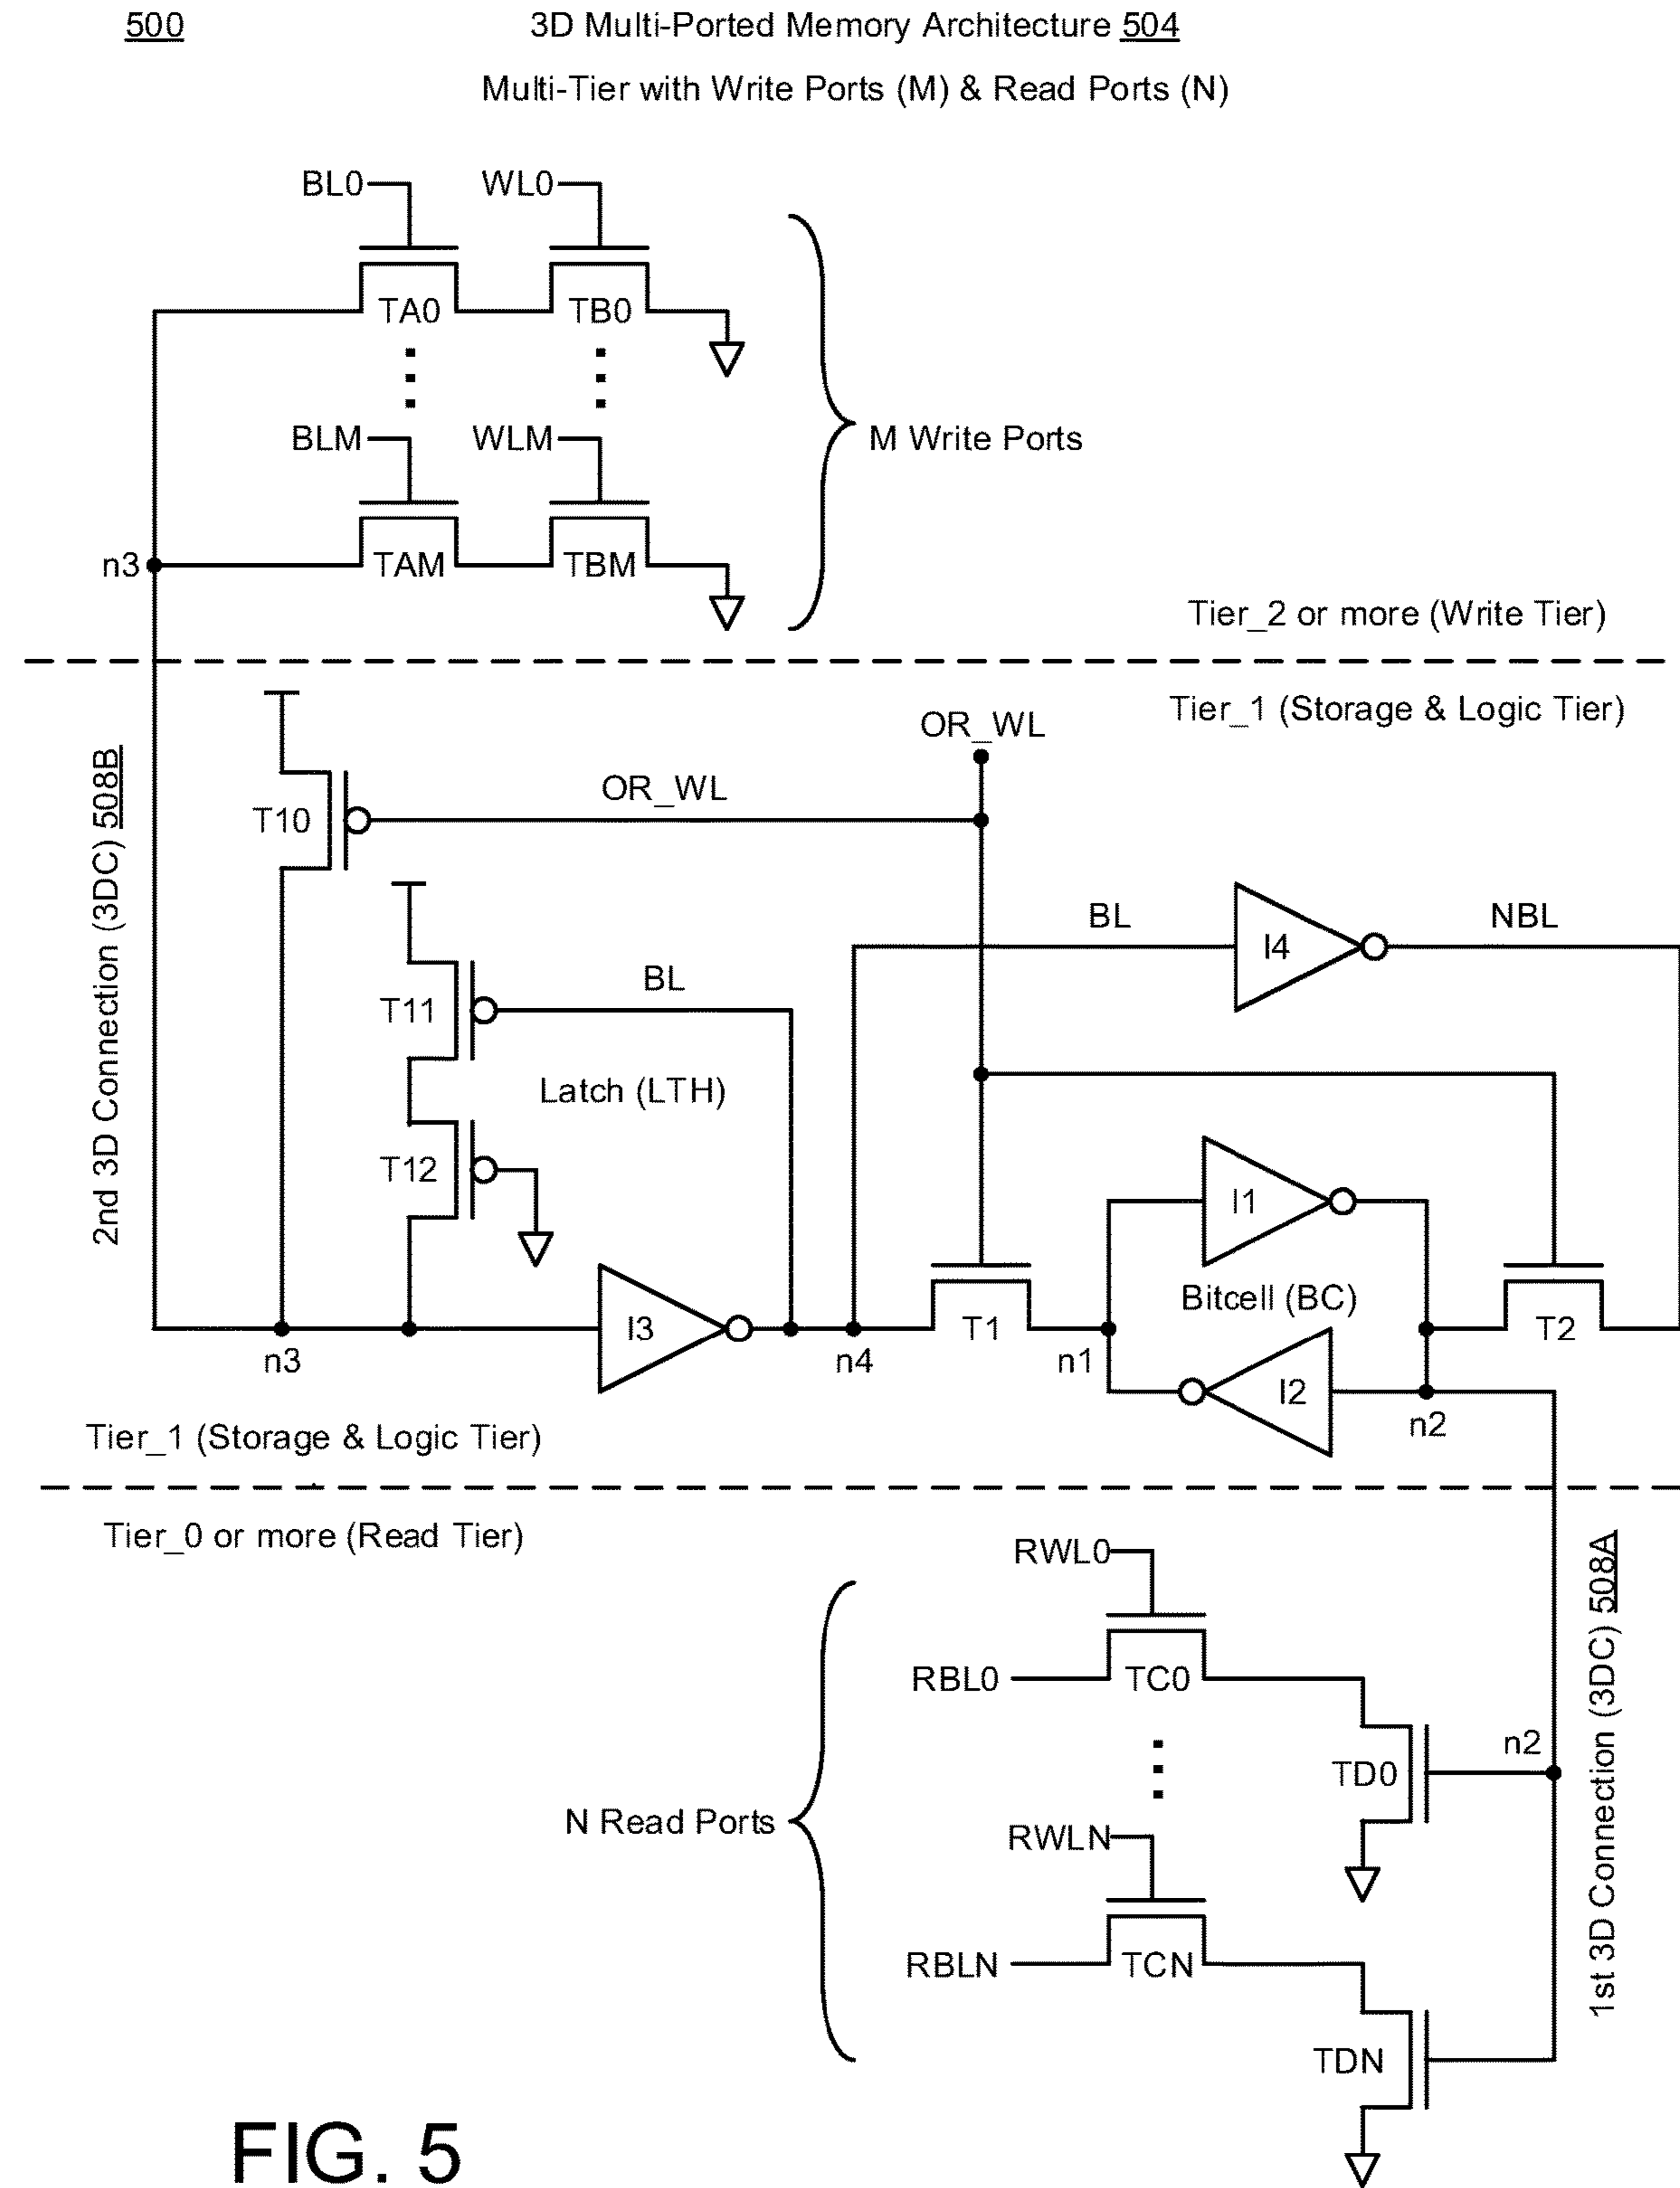 500
3D Multi-Ported Memory Architecture 504
Multi-Tier with Write Ports (M) & Read Ports (N)
BL0
WL0
TA0
TB0
BLM
WLM
M Write Ports
n3
TAM
TBM
Tier_2 or more (Write Tier)
Tier_1 (Storage & Logic Tier)
OR_WL
2nd 3D Connection (3DC) 508B
T10
OR_WL
BL
I4
NBL
T11
BL
Latch (LTH)
T12
I1
Bitcell (BC)
I3
T1
T2
n3
n4
n1
I2
n2
Tier_1 (Storage & Logic Tier)
Tier_0 or more (Read Tier)
RWL0
1st 3D Connection (3DC) 508A
RBL0
TC0
n2
TD0
N Read Ports
RWLN
RBLN
TCN
TDN
FIG. 5